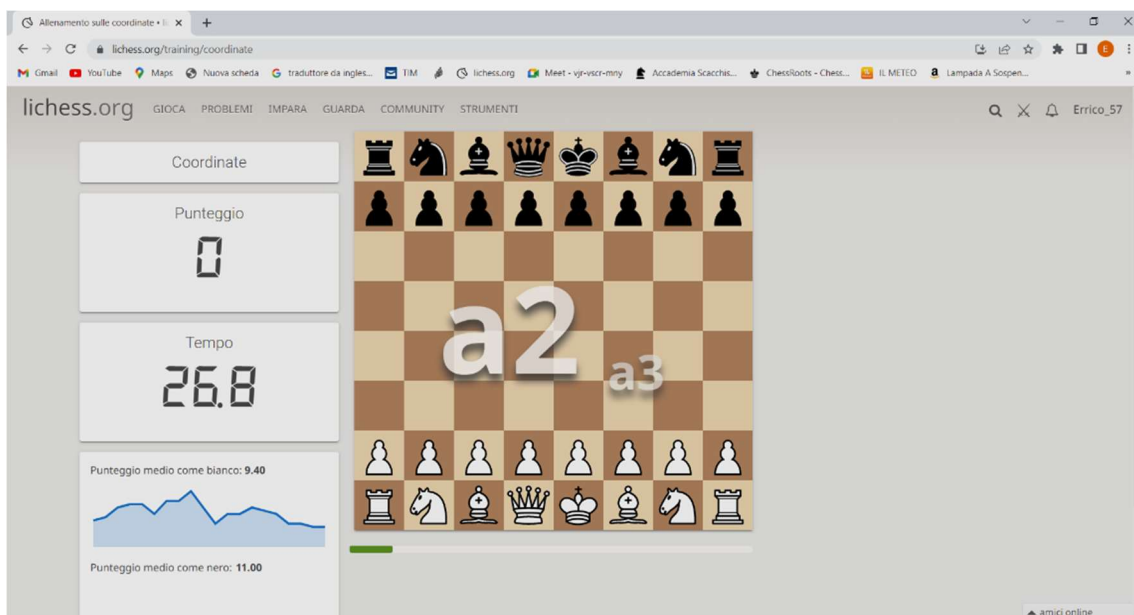 Allenamento sulle coordinate •
lichess.org/training/coordinate
Gmail YouTube Maps Nuova scheda traduttore da ingles... TIM lichess.org Meet - vjr-vscr-mny Accademia Scacchis... ChessRoots - Chess... IL METEO Lampada A Sospen... »
lichess.org GIOCA PROBLEMI IMPARA GUARDA COMMUNITY STRUMENTI Errico_57
Coordinate
Punteggio
0
Tempo
26.8
Punteggio medio come bianco: 9.40
Punteggio medio come nero: 11.00
a2
a3
amici online